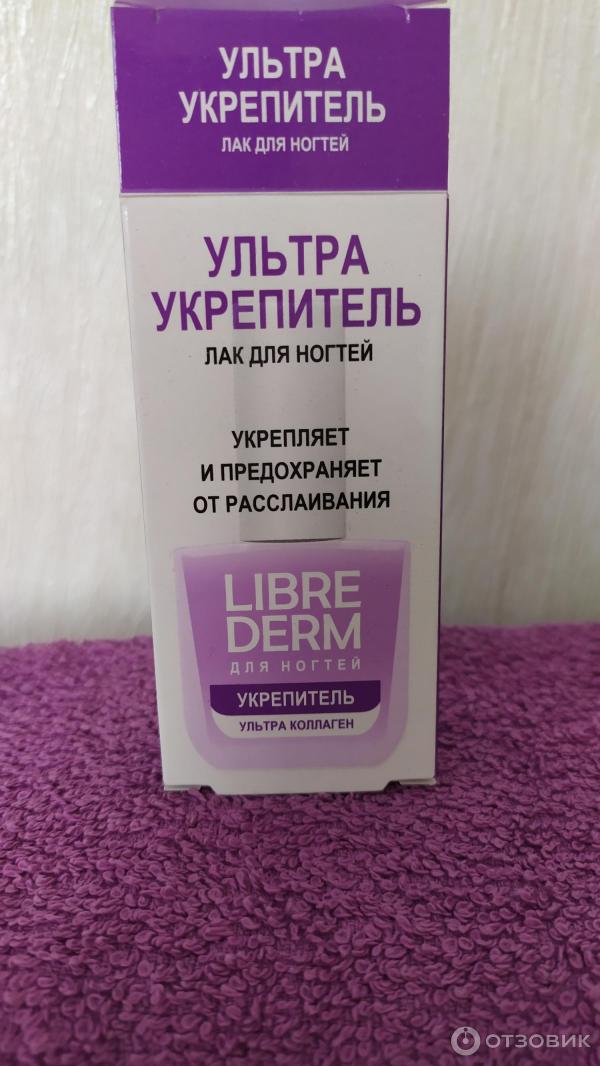 УЛЬТРА
УКРЕПИТЕЛЬ
ЛАК ДЛЯ НОГТЕЙ
УЛЬТРА
УКРЕПИТЕЛЬ
ЛАК ДЛЯ НОГТЕЙ
УКРЕПЛЯЕТ
И ПРЕДОХРАНЯЕТ
ОТ РАССЛАИВАНИЯ
LIBRE
DERM
ДЛЯ НОГТЕЙ
УКРЕПИТЕЛЬ
УЛЬТРА КОЛЛАГЕН
ОТЗОВИК